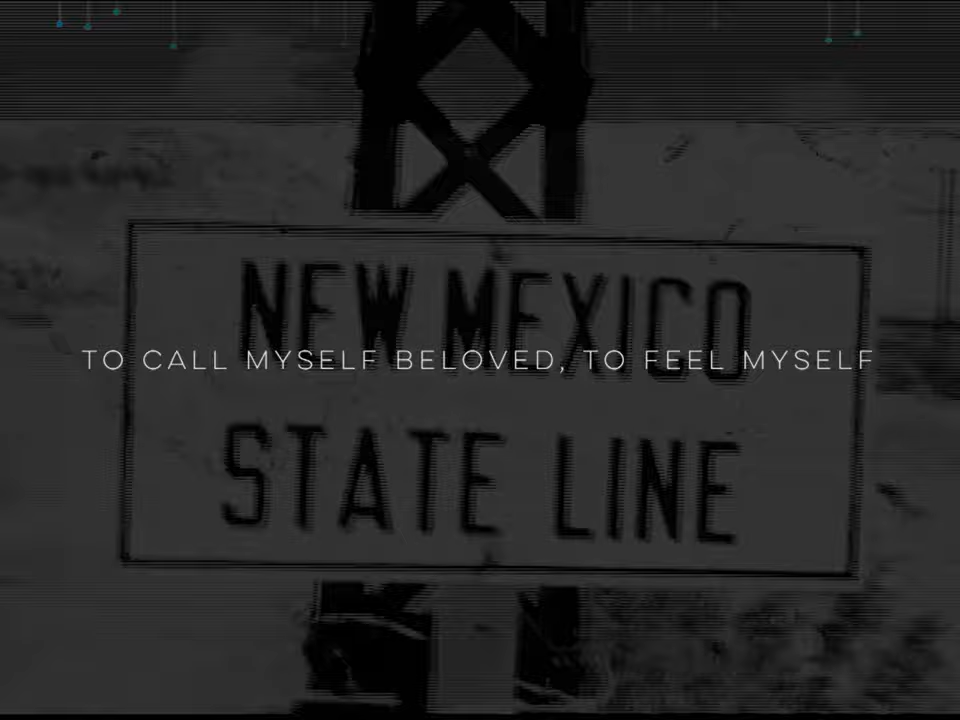 NEW MEXICO
TO CALL MYSELF BELOVED, TO FEEL MYSELF
STATE LINE